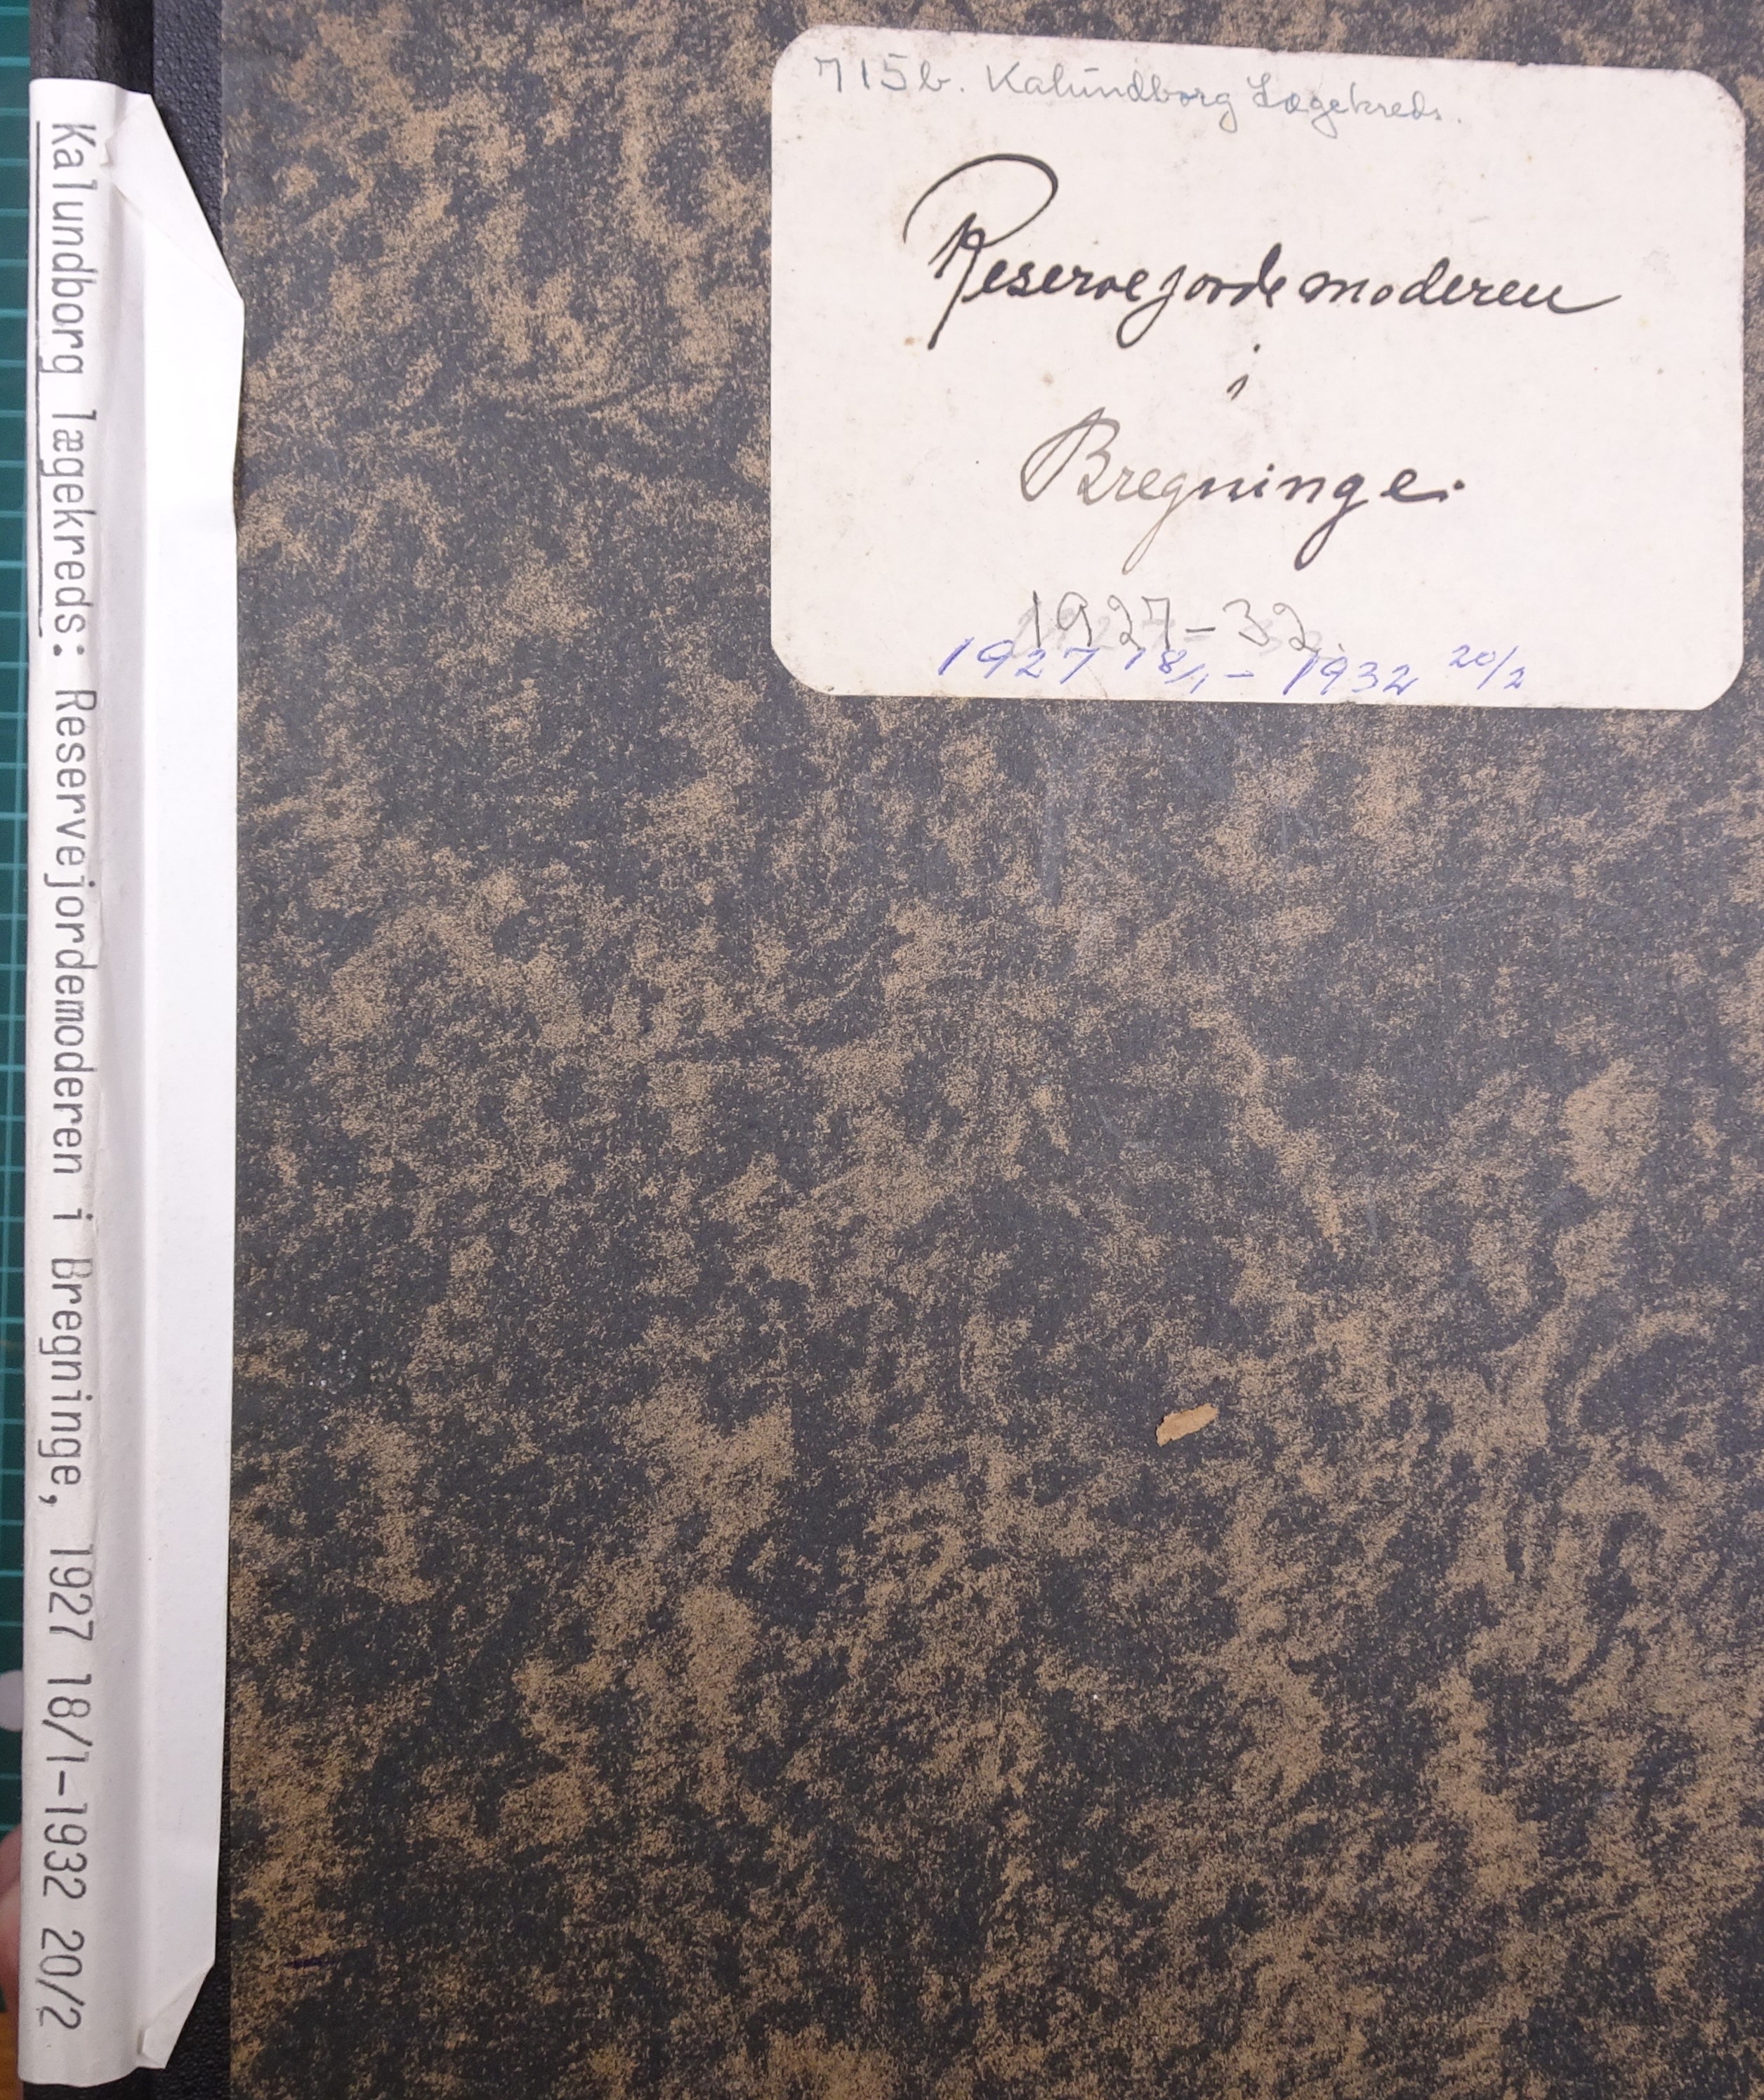 Kalundborg lægekreds: Reservejordemoderen i Bregninge, 1927 18/1-1932 20/2
715b. Kalundborg Lægekreds.
Reservejordemoderen
i
Bregninge.
1927-32.
1927 18/1 - 1932 20/2